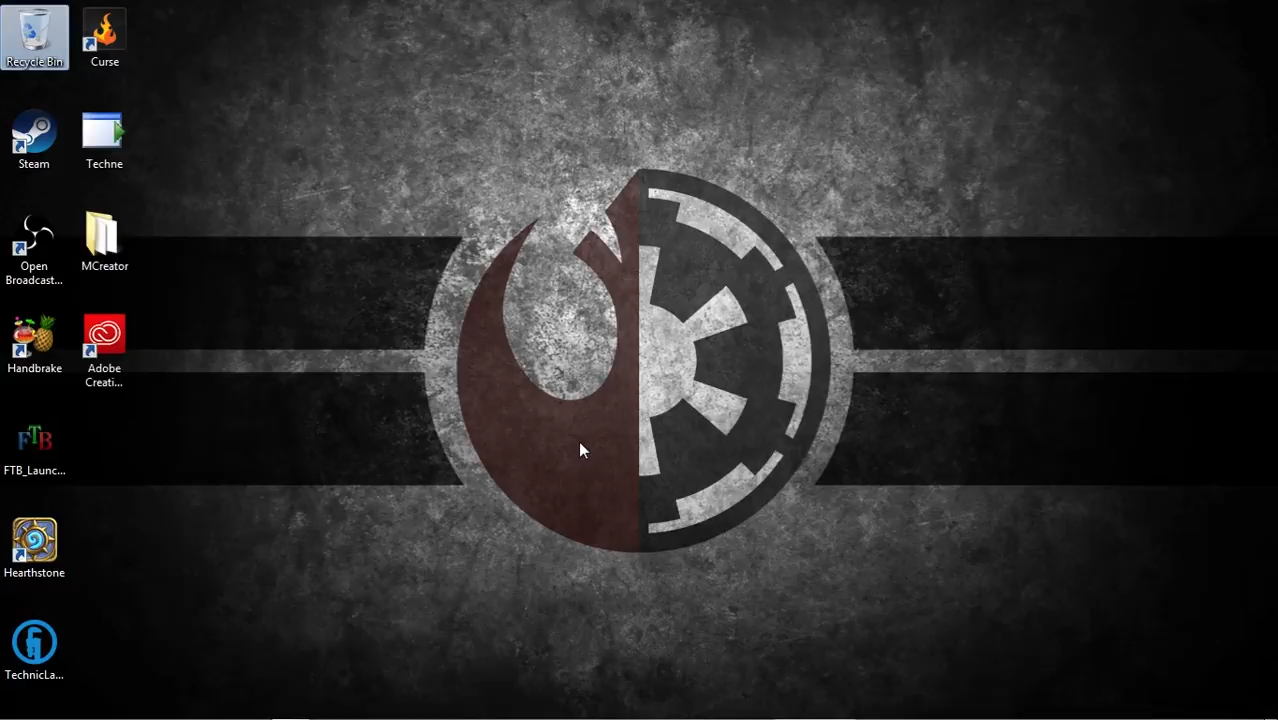 Recycle Bin
Curse
Steam
Techne
Open
Broadcast...
MCreator
Handbrake
Adobe
Creati...
FTB
FTB_Launc...
Hearthstone
TechnicLa...